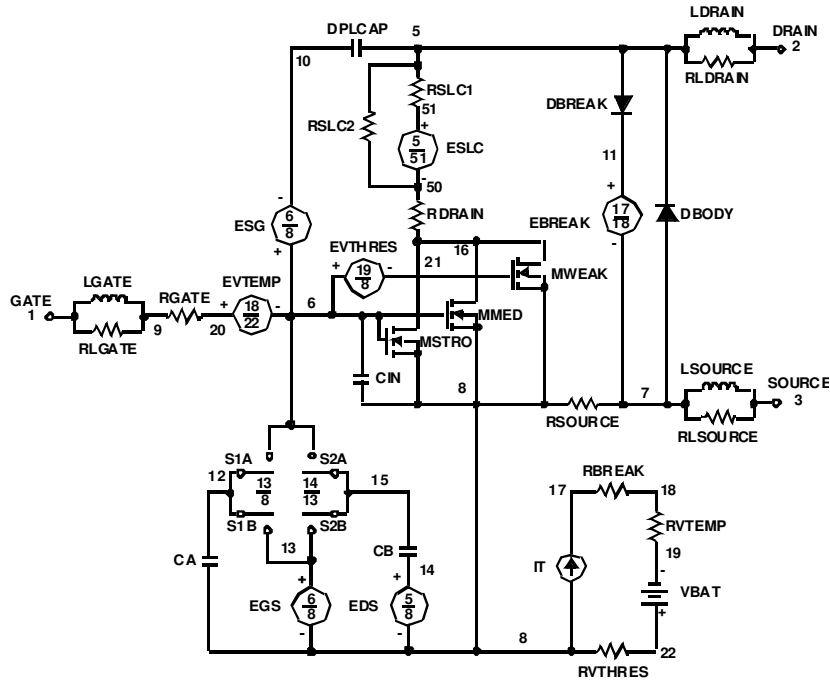 LDRAIN
DPLCAP 5 DRAIN
10 2
RSLC1 RLDRAIN
51 DBREAK
RSLC2
+
5
51 ESLC 11
-
50 +
- 17
18
ESG 6
8 RDRAIN EBREAK DBODY
+ EVTHRES 16 -
+ 19
8 - 21 MWEAK
LGATE EVTEMP
GATE RGATE + 18
22 - 6 MMED
1 9 20 MSTRO
RLGATE LSOURCE
CIN 8 7 SOURCE
3
RSOURCE RLSOURCE
S1A S2A
12 13
8 14
13 15 17 RBREAK 18
S1B S2B RVTEMP
13 CB 19
CA 14 IT -
+ + VBAT
EGS 6
8 EDS 5
8 +
- - 8 22
RVTHRES